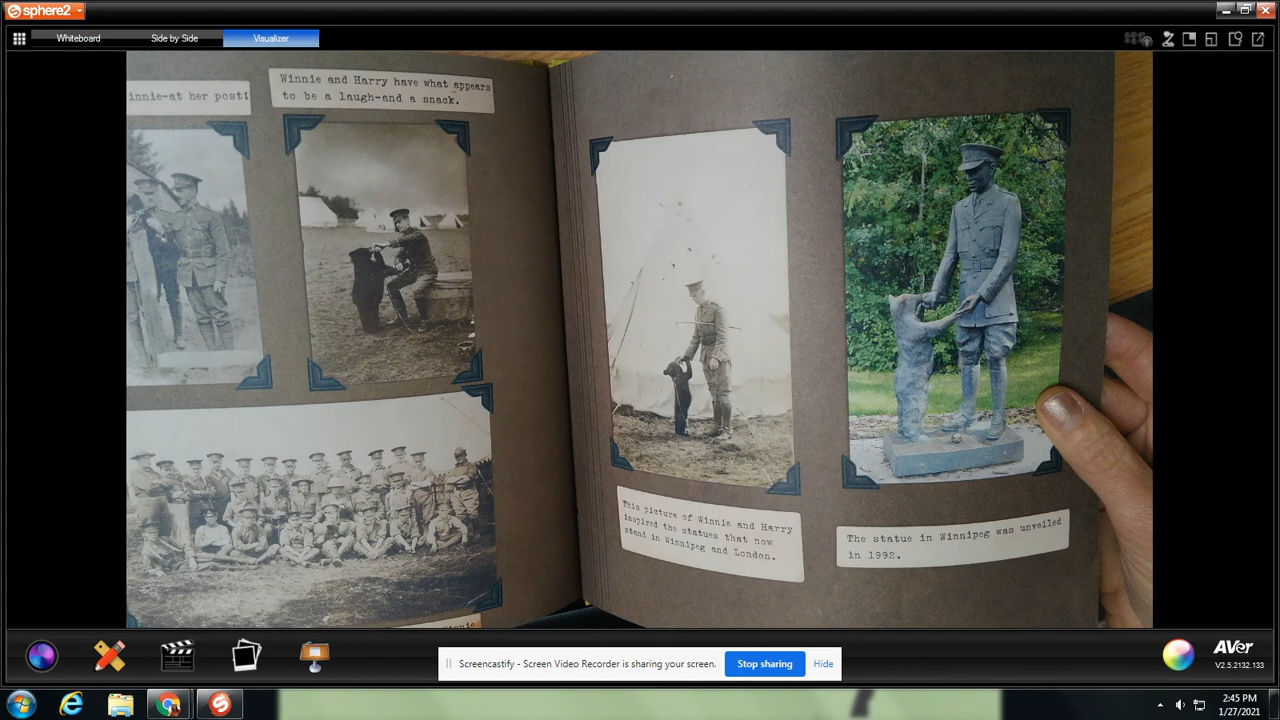 sphere2
Whiteboard
Side by Side
Visualizer
innie-at her post!
Winnie and Harry have what appears
to be a laugh-and a snack.
This picture of Winnie and Harry
inspired the statues that now
stand in Winnipeg and London.
The statue in Winnipeg was unveiled
in 1992.
Screencastify - Screen Video Recorder is sharing your screen.
Stop sharing
Hide
AVer
V2.5.2132.133
2:45 PM
1/27/2021